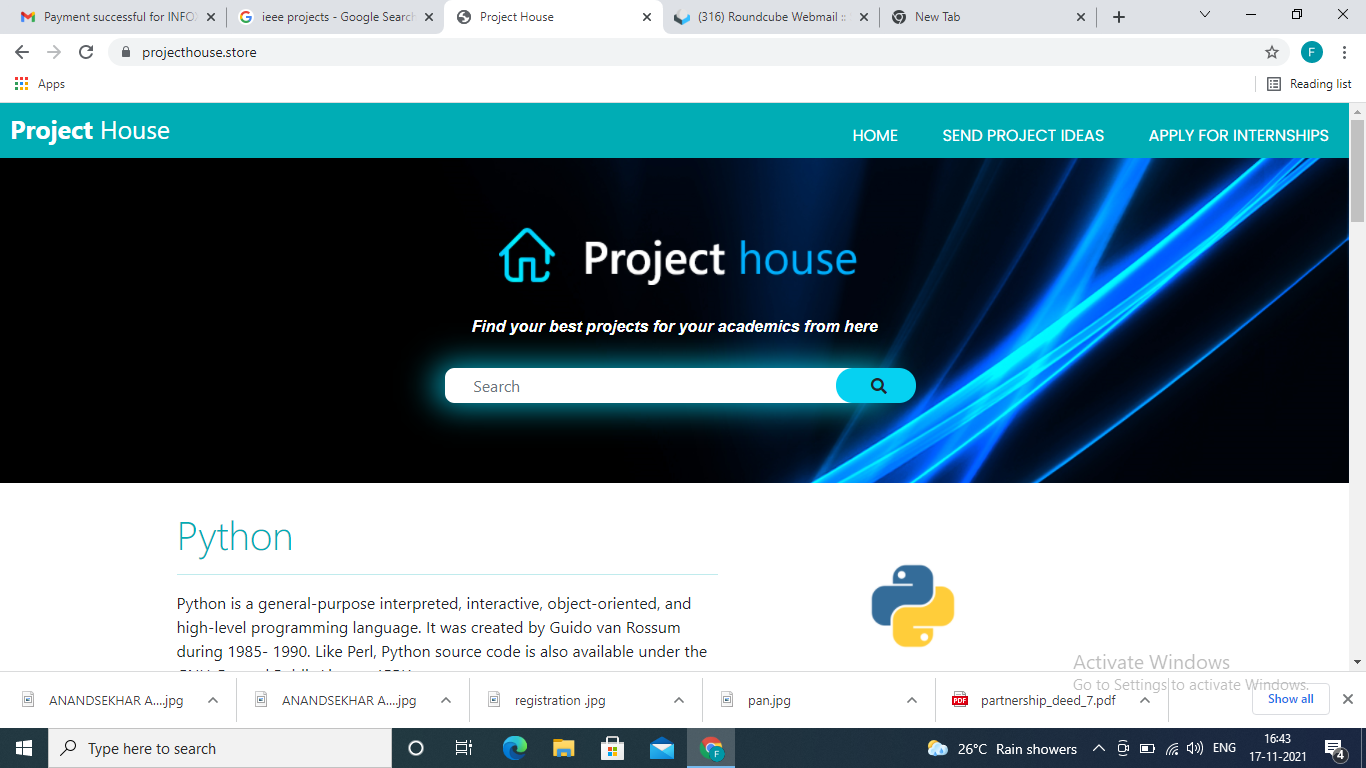 Payment successful for INFO
ieee projects - Google Search
Project House
(316) Roundcube Webmail ::
New Tab
projecthouse.store
F
Apps
Reading list
Project House
HOME
SEND PROJECT IDEAS
APPLY FOR INTERNSHIPS
Project house
Find your best projects for your academics from here
Search
Python
Python is a general-purpose interpreted, interactive, object-oriented, and
high-level programming language. It was created by Guido van Rossum
during 1985- 1990. Like Perl, Python source code is also available under the
Activate Windows
Go to Settings to activate Windows.
ANANDSEKHAR A....jpg
ANANDSEKHAR A....jpg
registration .jpg
pan.jpg
PDF
partnership_deed_7.pdf
Show all
Type here to search
F
26°C Rain showers
ENG
16:43
17-11-2021
4